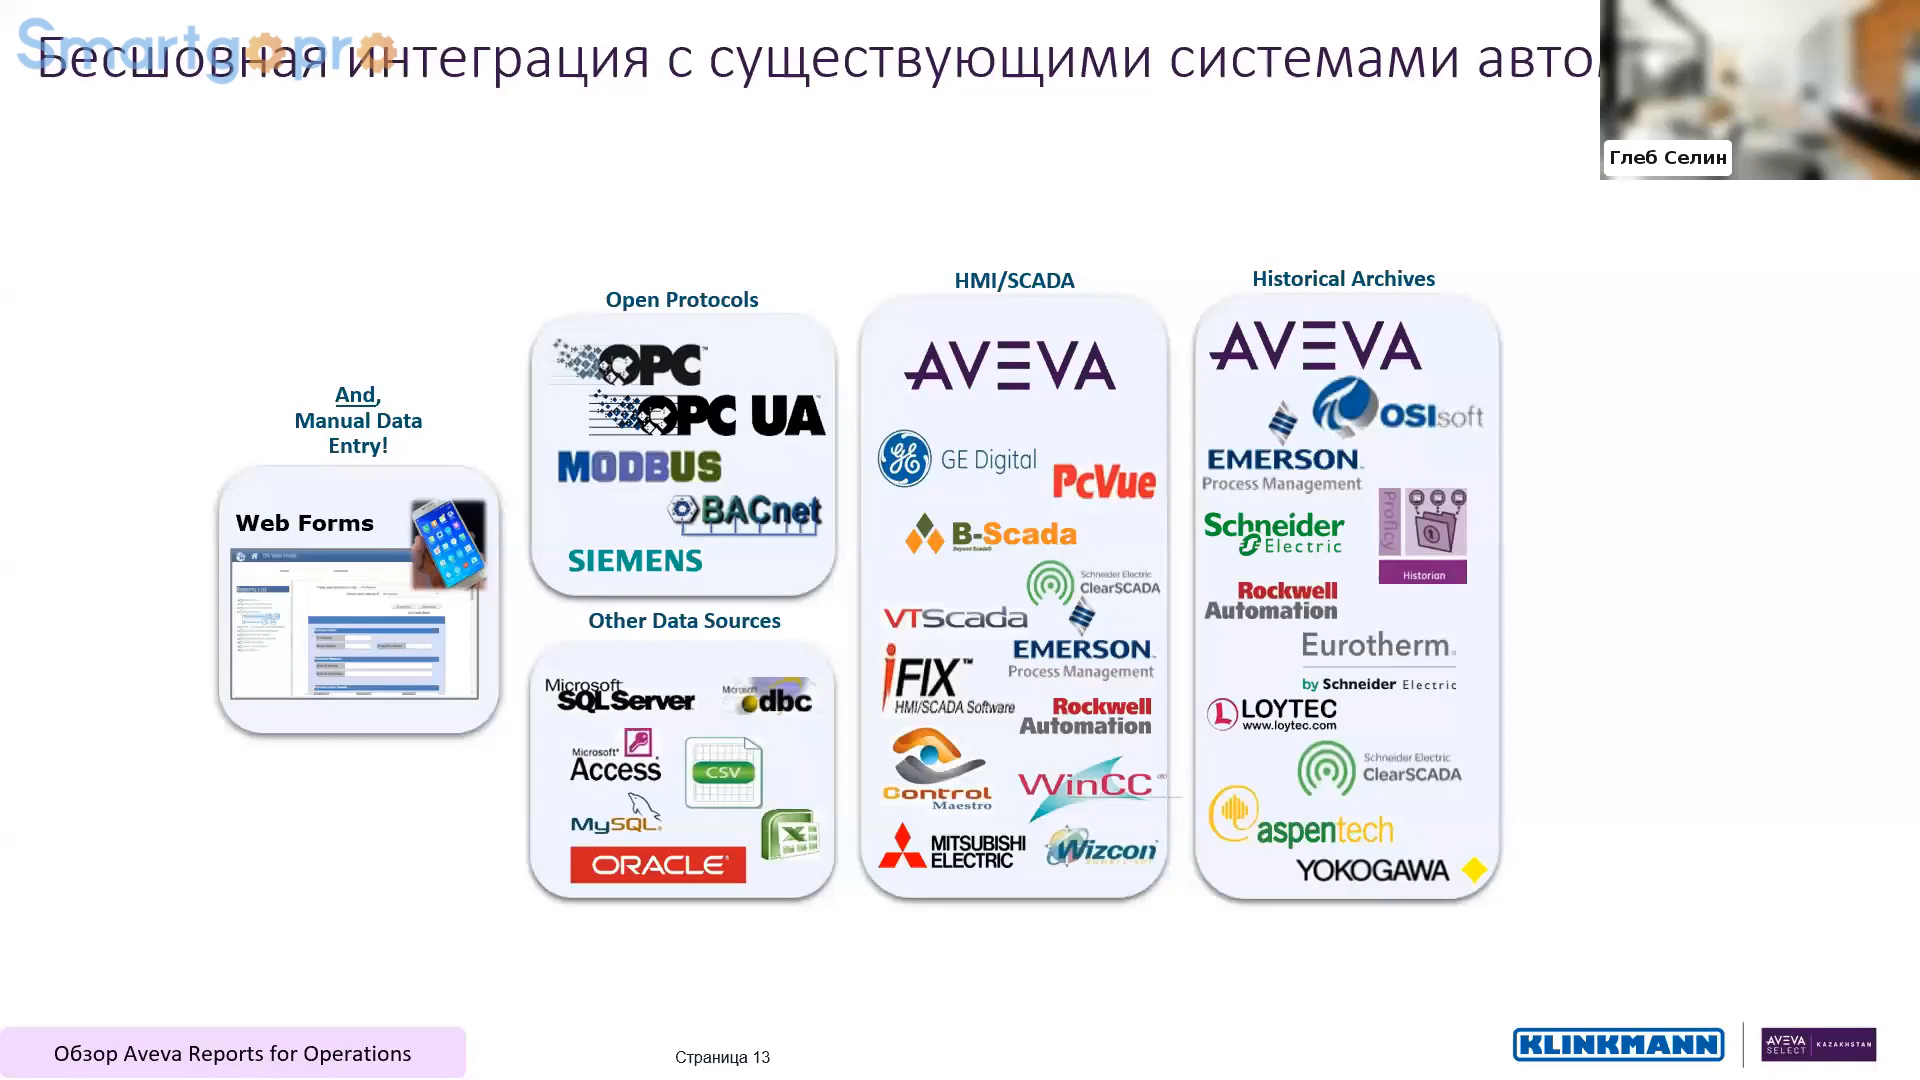 Smartgopro
Бесшовная интеграция с существующими системами авто
Глеб Селин
And,
Manual Data
Entry!
Web Forms
Open Protocols
OPC
OPC UA
MODBUS
BACnet
SIEMENS
Other Data Sources
Microsoft
SQL Server
Microsoft
odbc
Microsoft
Access
CSV
MySQL
ORACLE
HMI/SCADA
AVEVA
GE Digital
PcVue
B-Scada
Schneider Electric
ClearSCADA
VTScada
EMERSON
Process Management
iFIX™
HMI/SCADA Software
Rockwell
Automation
Control
Maestro
WinCC®
MITSUBISHI
ELECTRIC
Wizcon
Historical Archives
AVEVA
OSIsoft
EMERSON
Process Management
Schneider
Electric
Proficy
Historian
Rockwell
Automation
Eurotherm
by Schneider Electric
LOYTEC
www.loytec.com
Schneider Electric
ClearSCADA
aspentech
YOKOGAWA
Обзор Aveva Reports for Operations
Страница 13
KLINKMANN
AVEVA
SELECT
KAZAKHSTAN